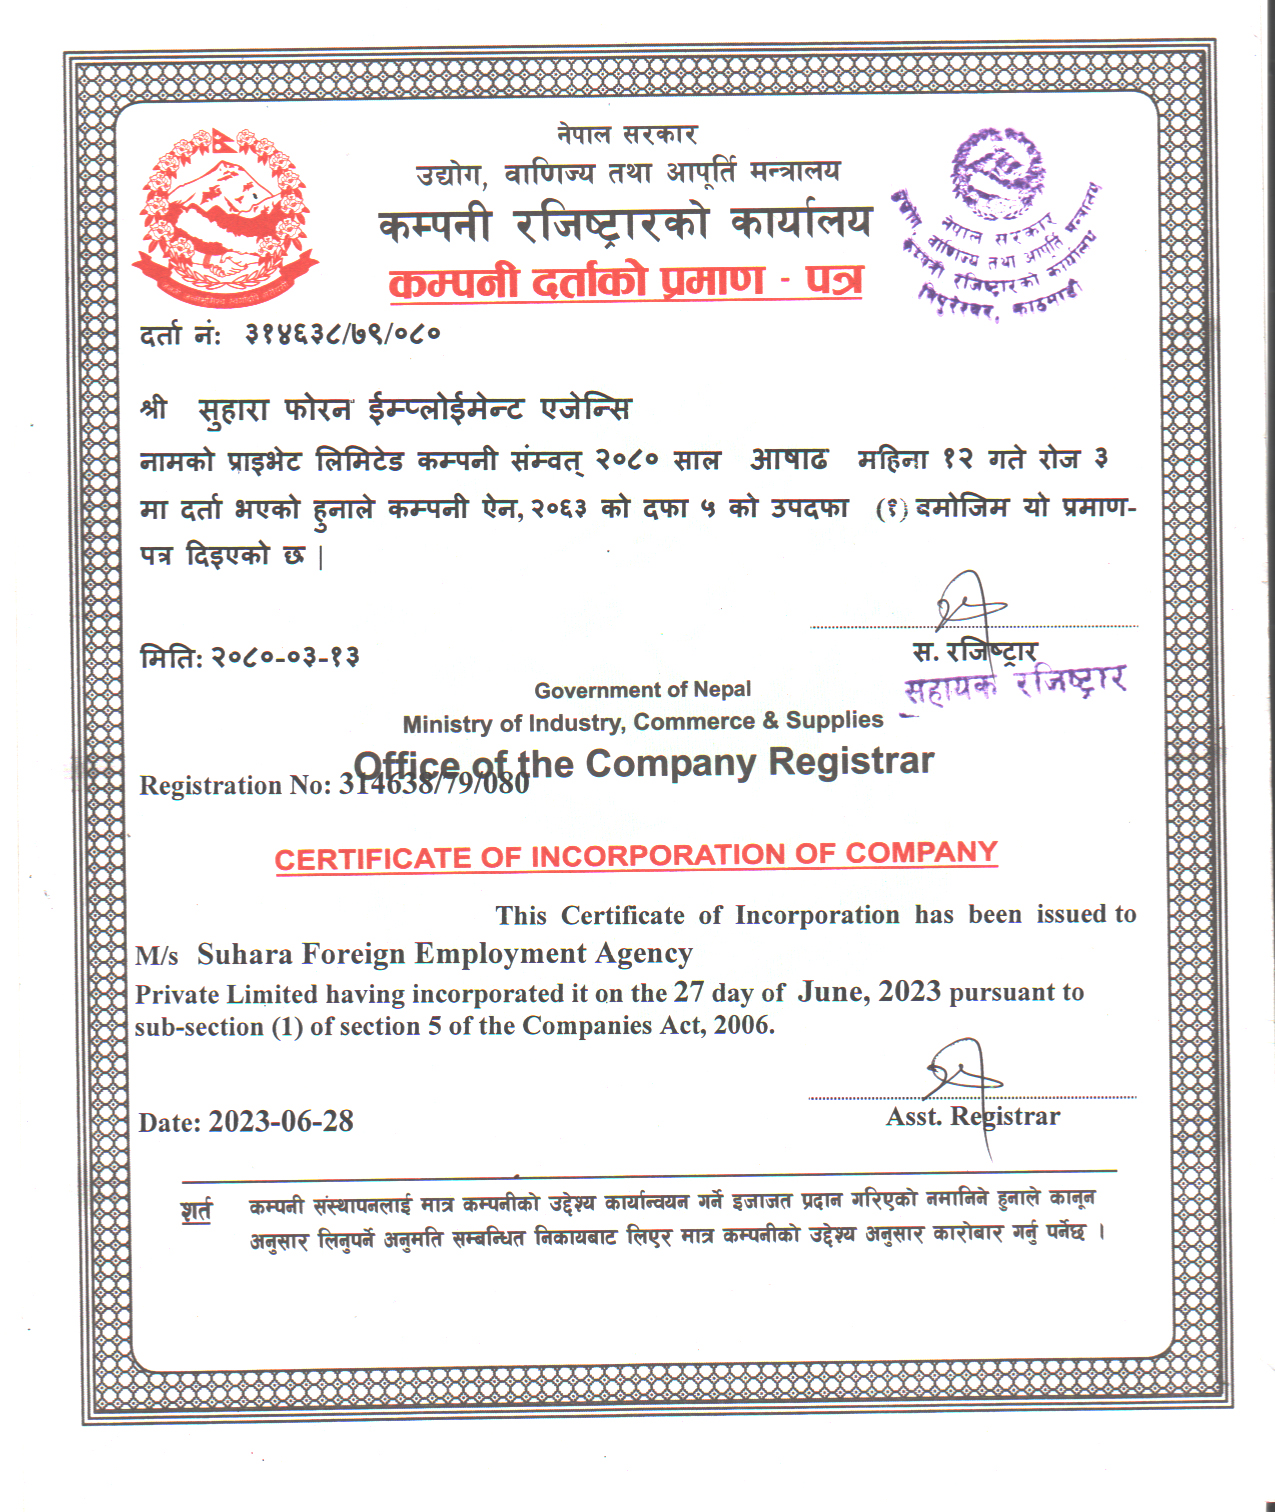 नेपाल सरकार
उद्योग, वाणिज्य तथा आपूर्ति मन्त्रालय
कम्पनी रजिष्ट्रारको कार्यालय
कम्पनी दर्ताको प्रमाण - पत्र
नेपाल सरकार
उद्योग, वाणिज्य तथा आपूर्ति मन्त्रालय
कम्पनी रजिष्ट्रारको कार्यालय
त्रिपुरेश्वर, काठमाडौं
दर्ता नं: ३१४६३८/७९/०८०
श्री सुहारा फोरन ईम्प्लोईमेन्ट एजेन्सि
नामको प्राइभेट लिमिटेड कम्पनी संम्वत् २०८० साल आषाढ महिना १२ गते रोज ३
मा दर्ता भएको हुनाले कम्पनी ऐन, २०६३ को दफा ५ को उपदफा (१) बमोजिम यो प्रमाण-
पत्र दिइएको छ |
मिति: २०८०-०३-१३
स. रजिष्ट्रार
सहायक रजिष्ट्रार
Government of Nepal
Ministry of Industry, Commerce & Supplies
Office of the Company Registrar
Registration No: 314638/79/080
CERTIFICATE OF INCORPORATION OF COMPANY
This Certificate of Incorporation has been issued to
M/s Suhara Foreign Employment Agency
Private Limited having incorporated it on the 27 day of June, 2023 pursuant to
sub-section (1) of section 5 of the Companies Act, 2006.
Date: 2023-06-28
Asst. Registrar
शर्त कम्पनी संस्थापनलाई मात्र कम्पनीको उद्देश्य कार्यान्वयन गर्ने इजाजत प्रदान गरिएको नमानिने हुनाले कानून
अनुसार लिनुपर्ने अनुमति सम्बन्धित निकायबाट लिएर मात्र कम्पनीको उद्देश्य अनुसार कारोबार गर्नु पर्नेछ ।